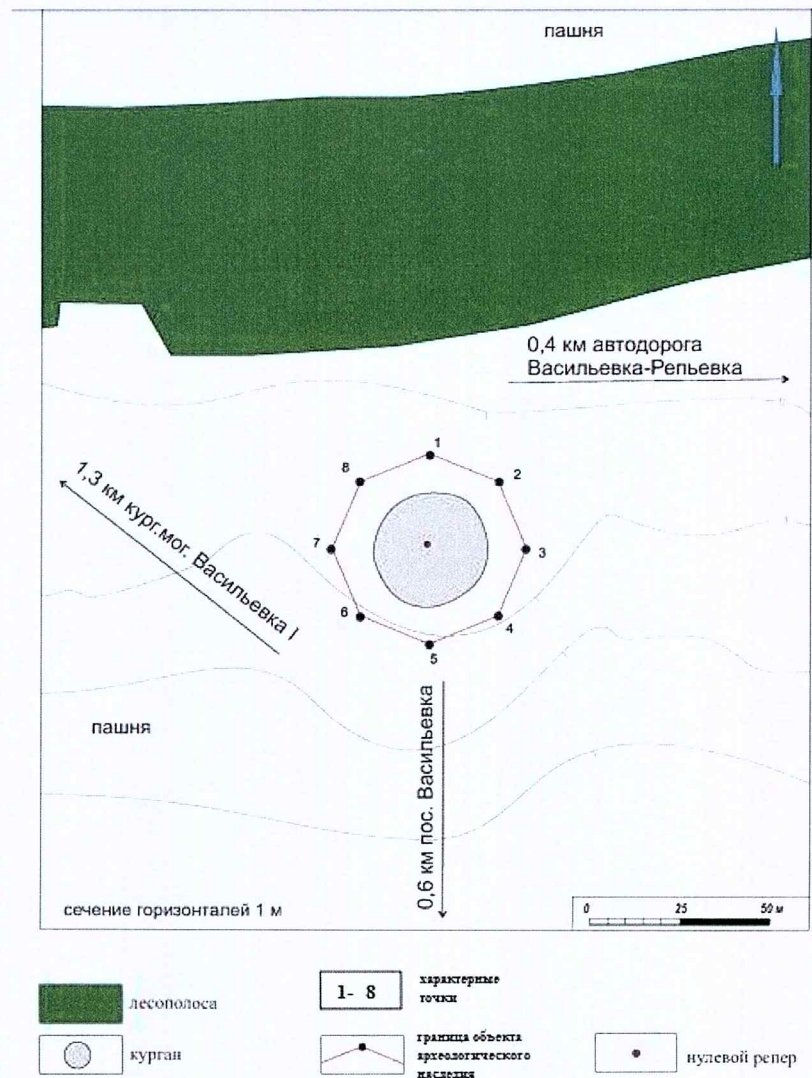 пашня
0,4 км автодорога
Васильевка-Репьевка
1
2
3
4
5
6
7
8
1,3 км кург.мог. Васильевка I
0,6 км пос. Васильевка
пашня
сечение горизонталей 1 м
0 25 50 м
лесополоса
1- 8
характерные
точки
курган
граница объекта
археологического
наследия
нулевой репер